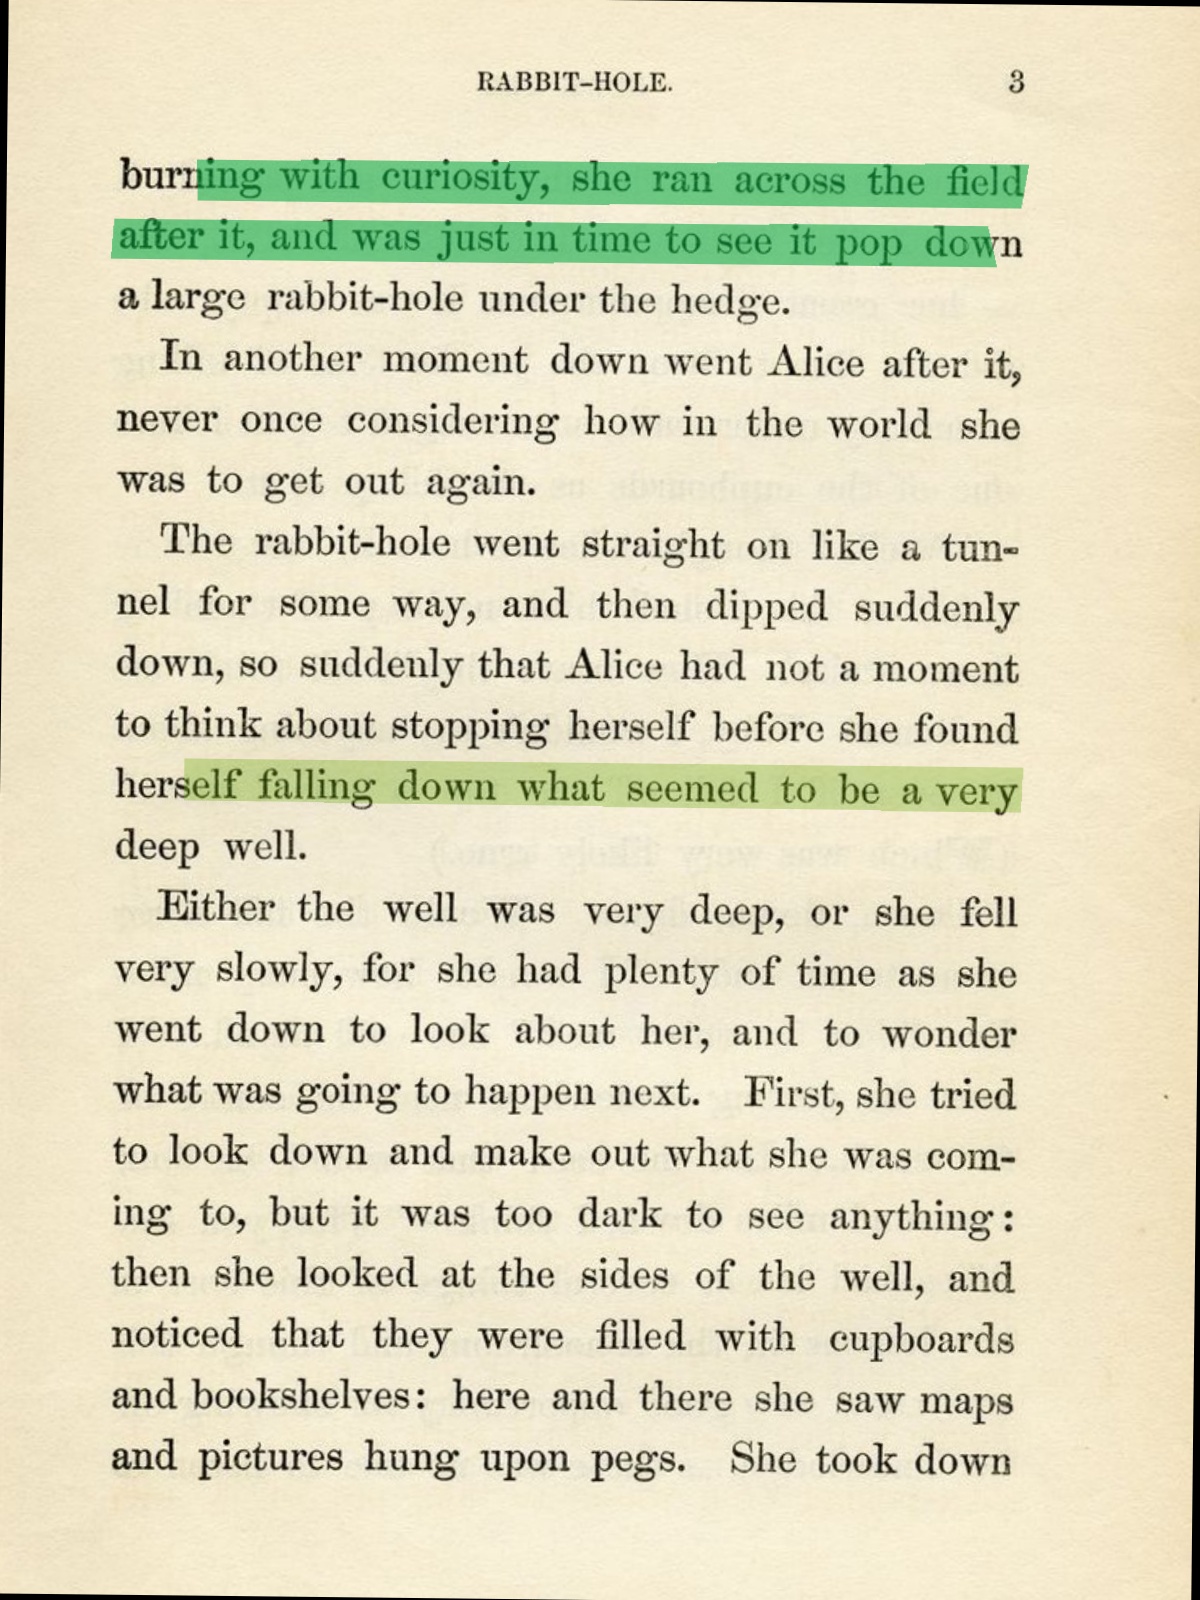 RABBIT-HOLE. 3
burning with curiosity, she ran across the field
after it, and was just in time to see it pop down
a large rabbit-hole under the hedge.
In another moment down went Alice after it,
never once considering how in the world she
was to get out again.
The rabbit-hole went straight on like a tun-
nel for some way, and then dipped suddenly
down, so suddenly that Alice had not a moment
to think about stopping herself before she found
herself falling down what seemed to be a very
deep well.
Either the well was very deep, or she fell
very slowly, for she had plenty of time as she
went down to look about her, and to wonder
what was going to happen next. First, she tried
to look down and make out what she was com-
ing to, but it was too dark to see anything:
then she looked at the sides of the well, and
noticed that they were filled with cupboards
and bookshelves: here and there she saw maps
and pictures hung upon pegs. She took down